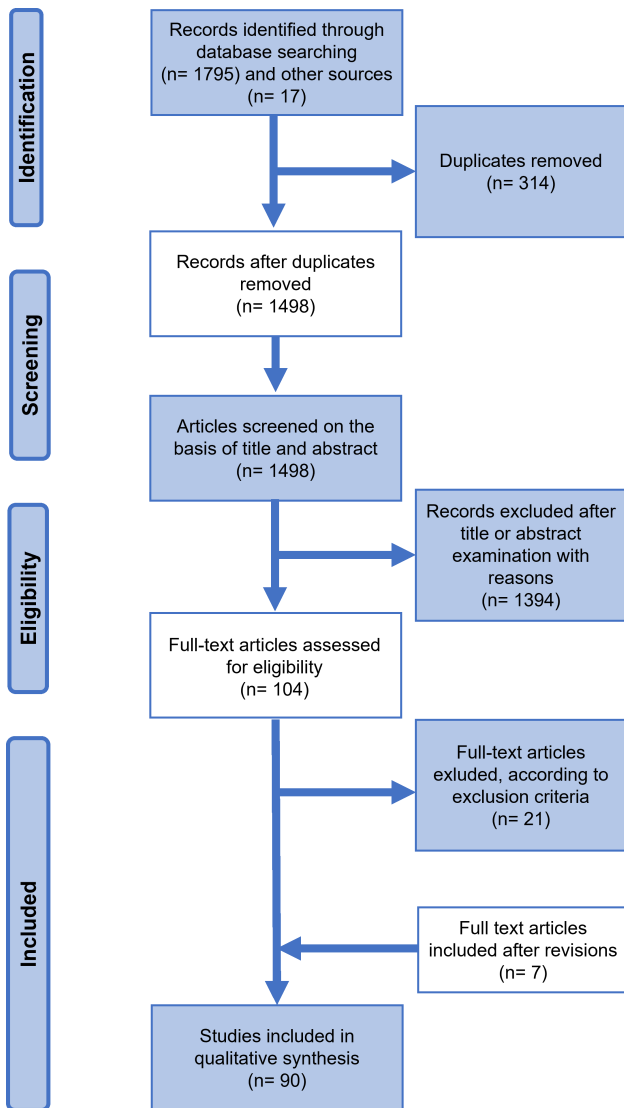 Identification
Records identified through
database searching
(n= 1795) and other sources
(n= 17)
Duplicates removed
(n= 314)
Records after duplicates
removed
(n= 1498)
Screening
Articles screened on the
basis of title and abstract
(n= 1498)
Eligibility
Records excluded after
title or abstract
examination with
reasons
(n= 1394)
Full-text articles assessed
for eligibility
(n= 104)
Included
Full-text articles
exluded, according to
exclusion criteria
(n= 21)
Full text articles
included after revisions
(n= 7)
Studies included in
qualitative synthesis
(n= 90)